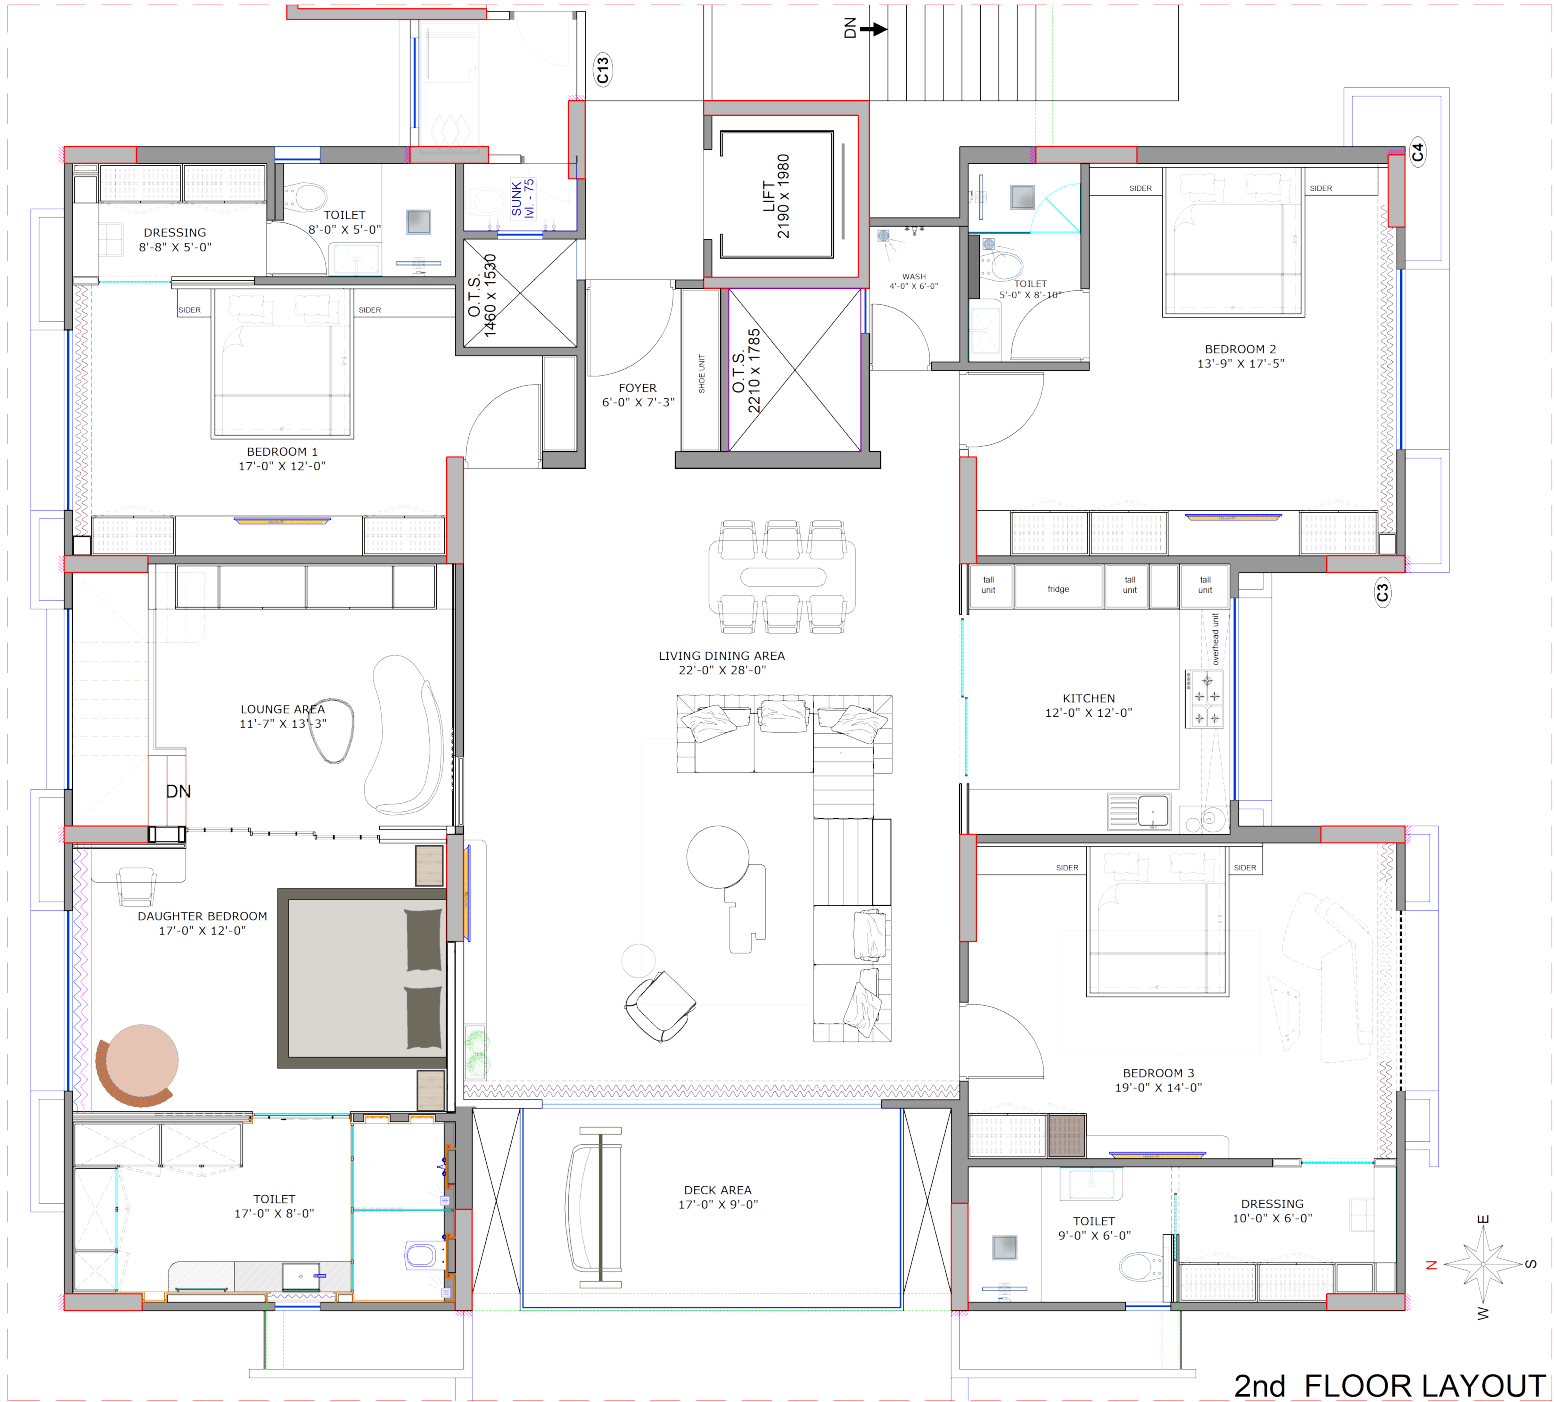 DN
C13
C4
LIFT
2190 x 1980
SUNK
lvl. - 75
TOILET
8'-0" X 5'-0"
DRESSING
8'-8" X 5'-0"
O.T.S.
1460 x 1530
SIDER
SIDER
BEDROOM 1
17'-0" X 12'-0"
FOYER
6'-0" X 7'-3"
SHOE UNIT
O.T.S.
2210 x 1785
WASH
4'-0" X 6'-0"
TOILET
5'-0" X 8'-10"
SIDER
SIDER
BEDROOM 2
13'-9" X 17'-5"
C3
tall
unit
fridge
tall
unit
tall
unit
overhead unit
LIVING DINING AREA
22'-0" X 28'-0"
KITCHEN
12'-0" X 12'-0"
LOUNGE AREA
11'-7" X 13'-3"
DN
DAUGHTER BEDROOM
17'-0" X 12'-0"
SIDER
SIDER
BEDROOM 3
19'-0" X 14'-0"
TOILET
17'-0" X 8'-0"
DECK AREA
17'-0" X 9'-0"
TOILET
9'-0" X 6'-0"
DRESSING
10'-0" X 6'-0"
E
N
S
W
2nd FLOOR LAYOUT